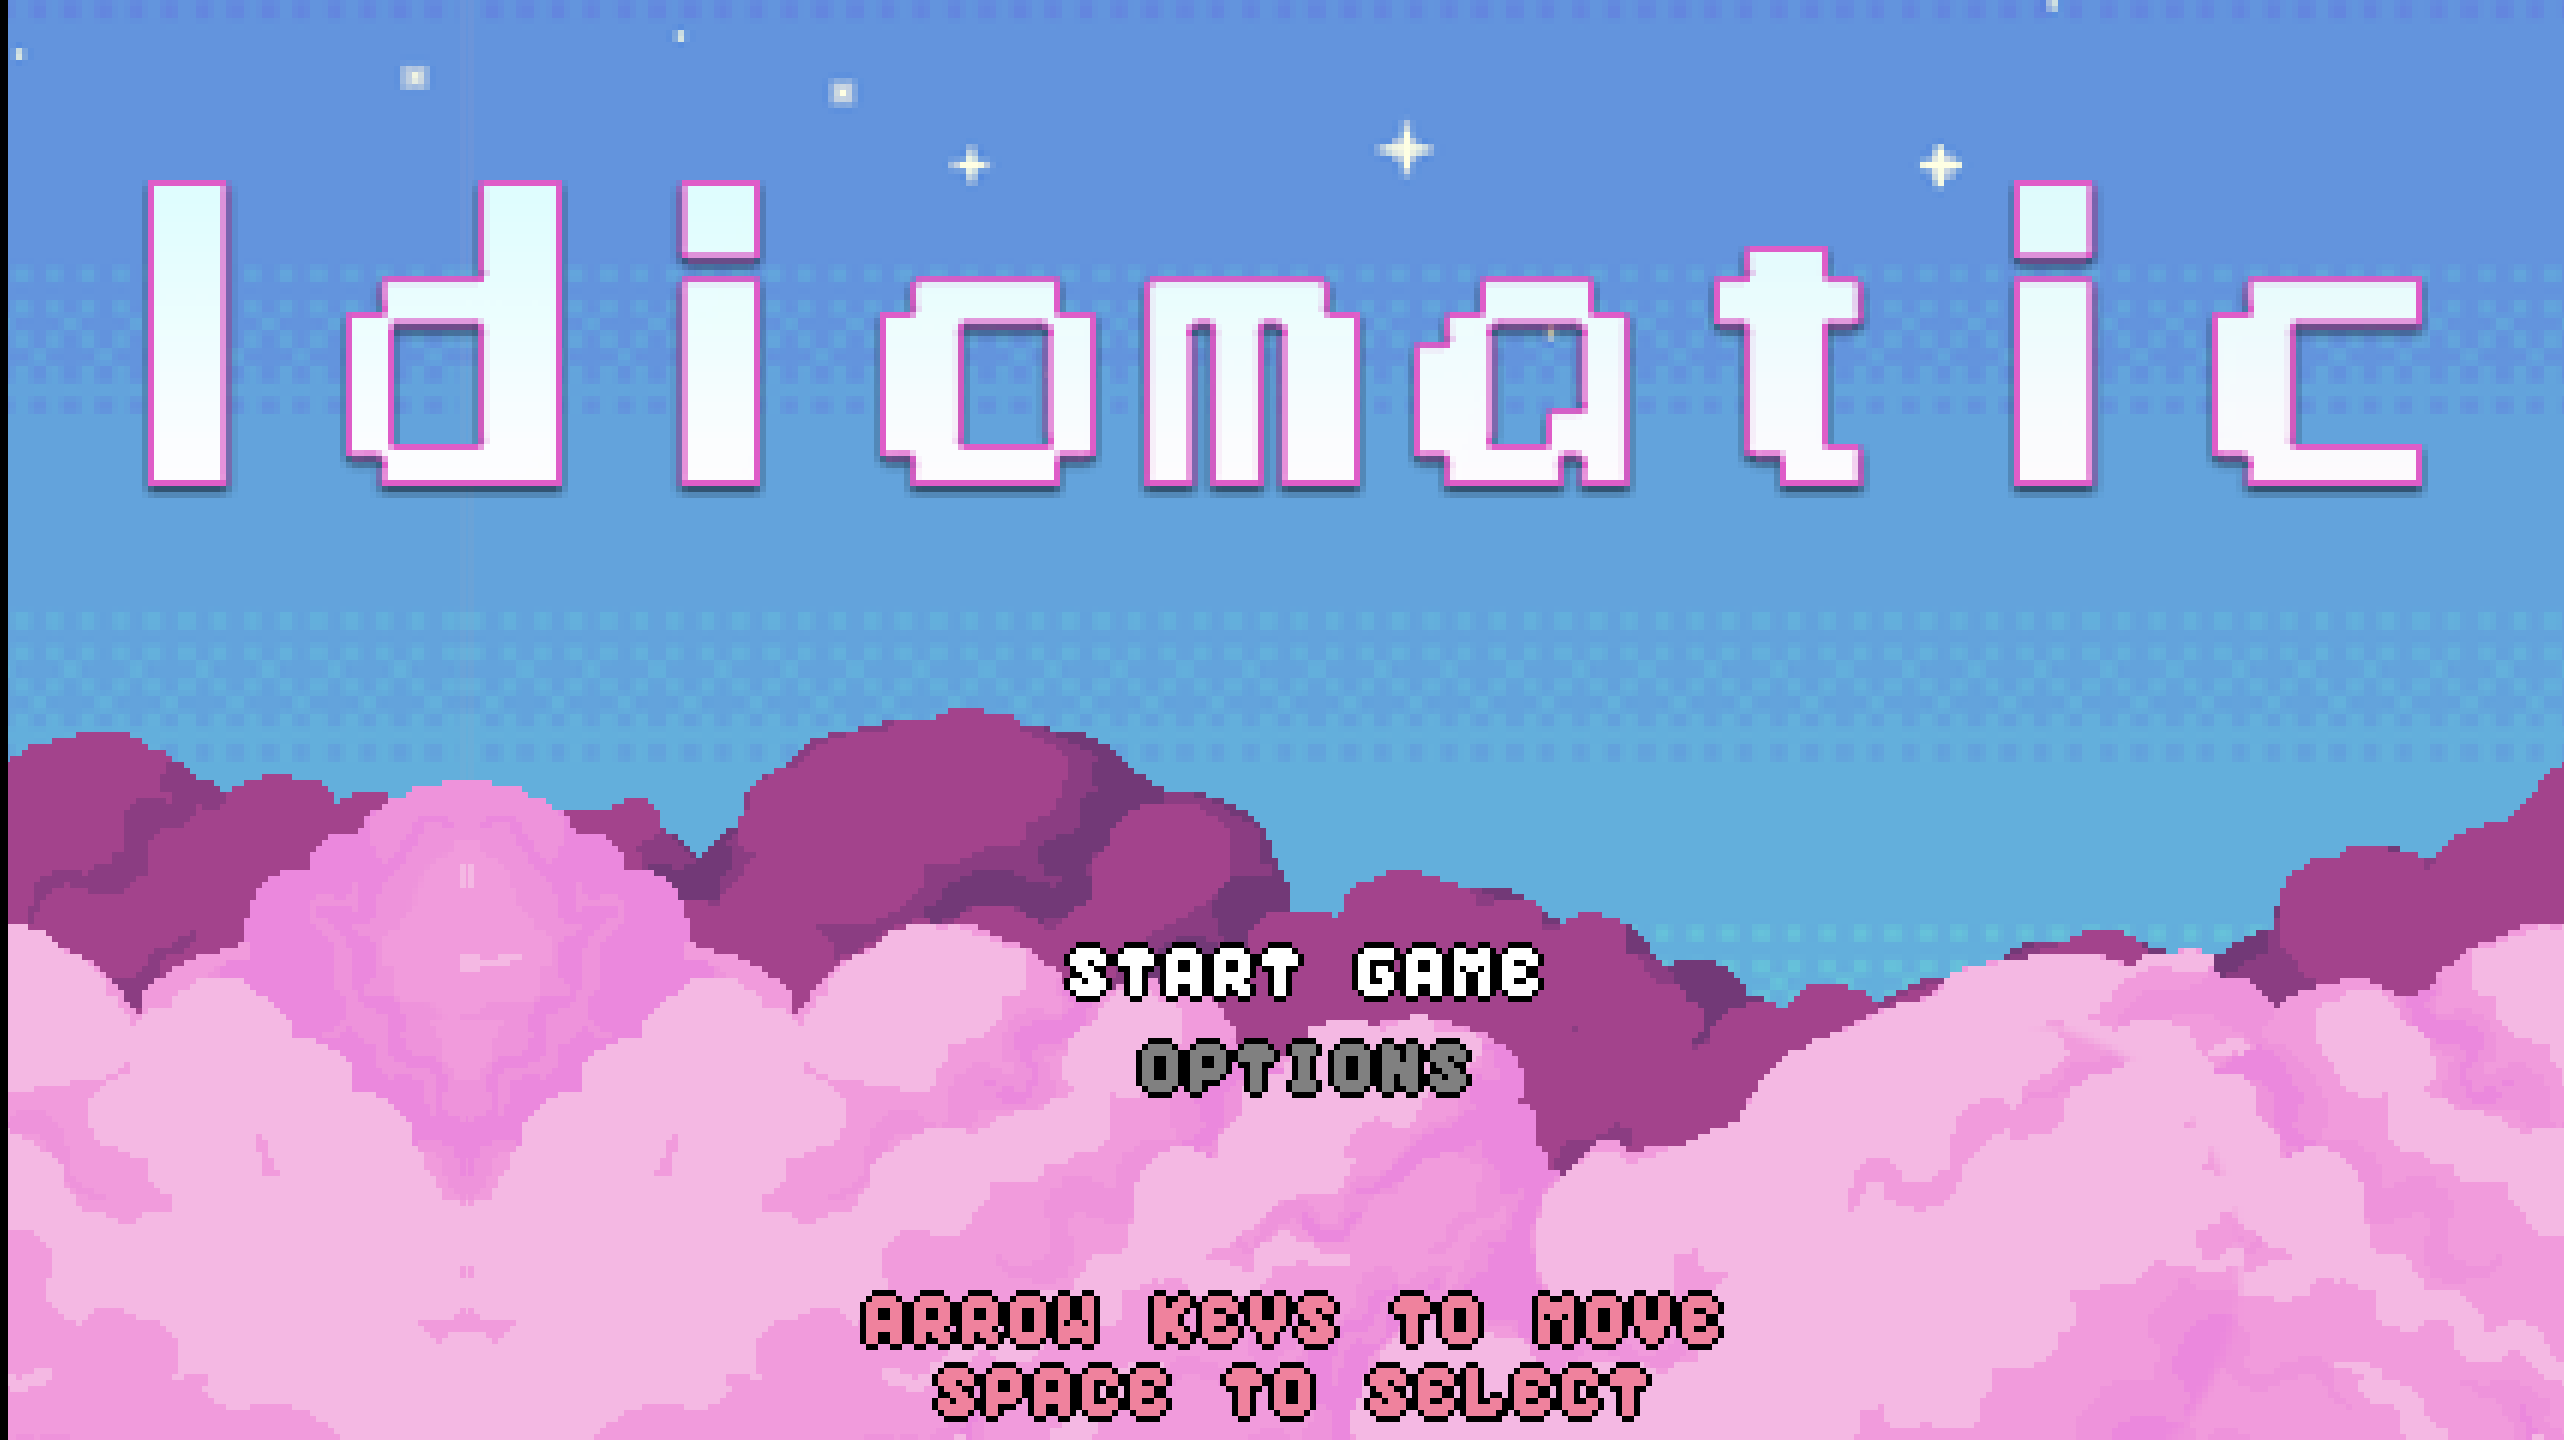 Idiomatic
START GAME
OPTIONS
ARROW KEYS TO MOVE
SPACE TO SELECT